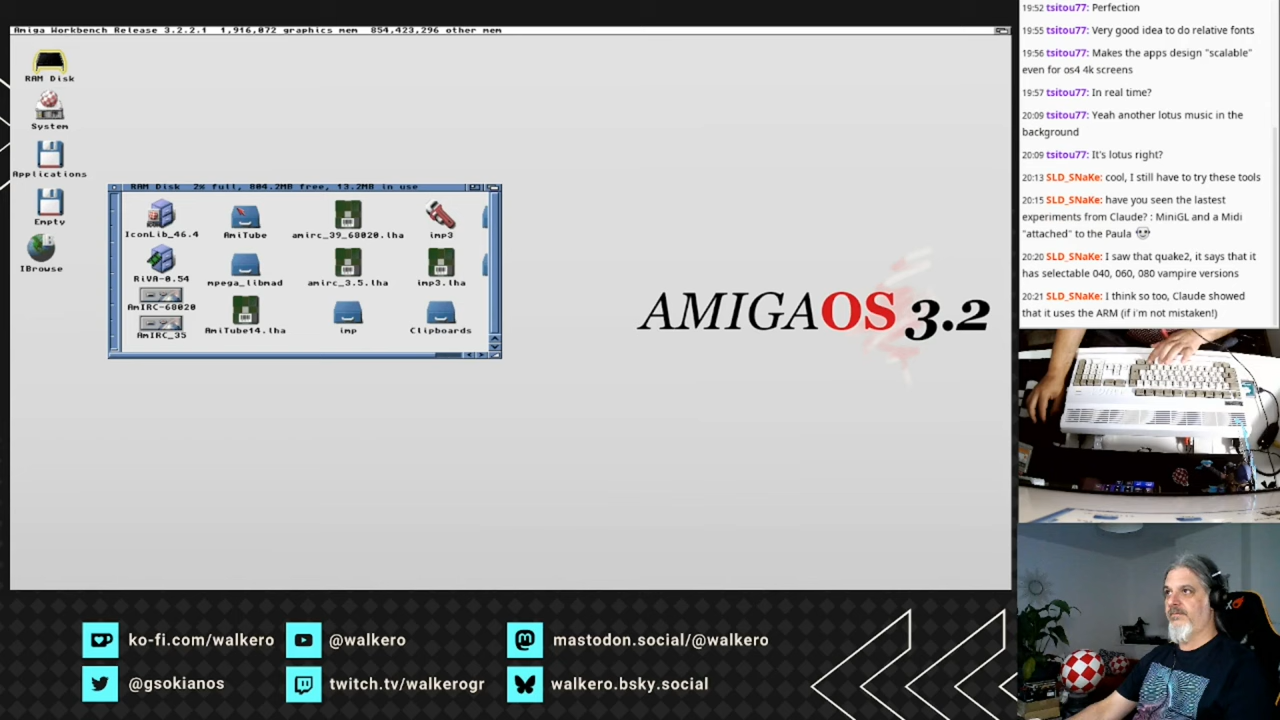 Amiga Workbench Release 3.2.2.1 1,916,072 graphics mem 854,423,296 other mem
RAM Disk
System
Applications
Empty
IBrowse
RAM Disk 2% full, 804.2MB free, 13.2MB in use
IconLib_46.4
AmiTube
amirc_39_68020.lha
imp3
RiVA-0.54
mpega_libmad
amirc_3.5.lha
imp3.lha
AmIRC-68020
AmIRC_35
AmiTube14.lha
imp
Clipboards
AMIGAOS 3.2
19:52 tsitou77: Perfection
19:55 tsitou77: Very good idea to do relative fonts
19:56 tsitou77: Makes the apps design "scalable"
even for os4 4k screens
19:57 tsitou77: In real time?
20:09 tsitou77: Yeah another lotus music in the
background
20:09 tsitou77: It's lotus right?
20:13 SLD_SNaKe: cool, I still have to try these tools
20:15 SLD_SNaKe: have you seen the lastest
experiments from Claude? : MiniGL and a Midi
"attached" to the Paula
20:20 SLD_SNaKe: I saw that quake2, it says that it
has selectable 040, 060, 080 vampire versions
20:21 SLD_SNaKe: I think so too, Claude showed
that it uses the ARM (if i'm not mistaken!)
ko-fi.com/walkero
@walkero
mastodon.social/@walkero
@gsokianos
twitch.tv/walkerogr
walkero.bsky.social